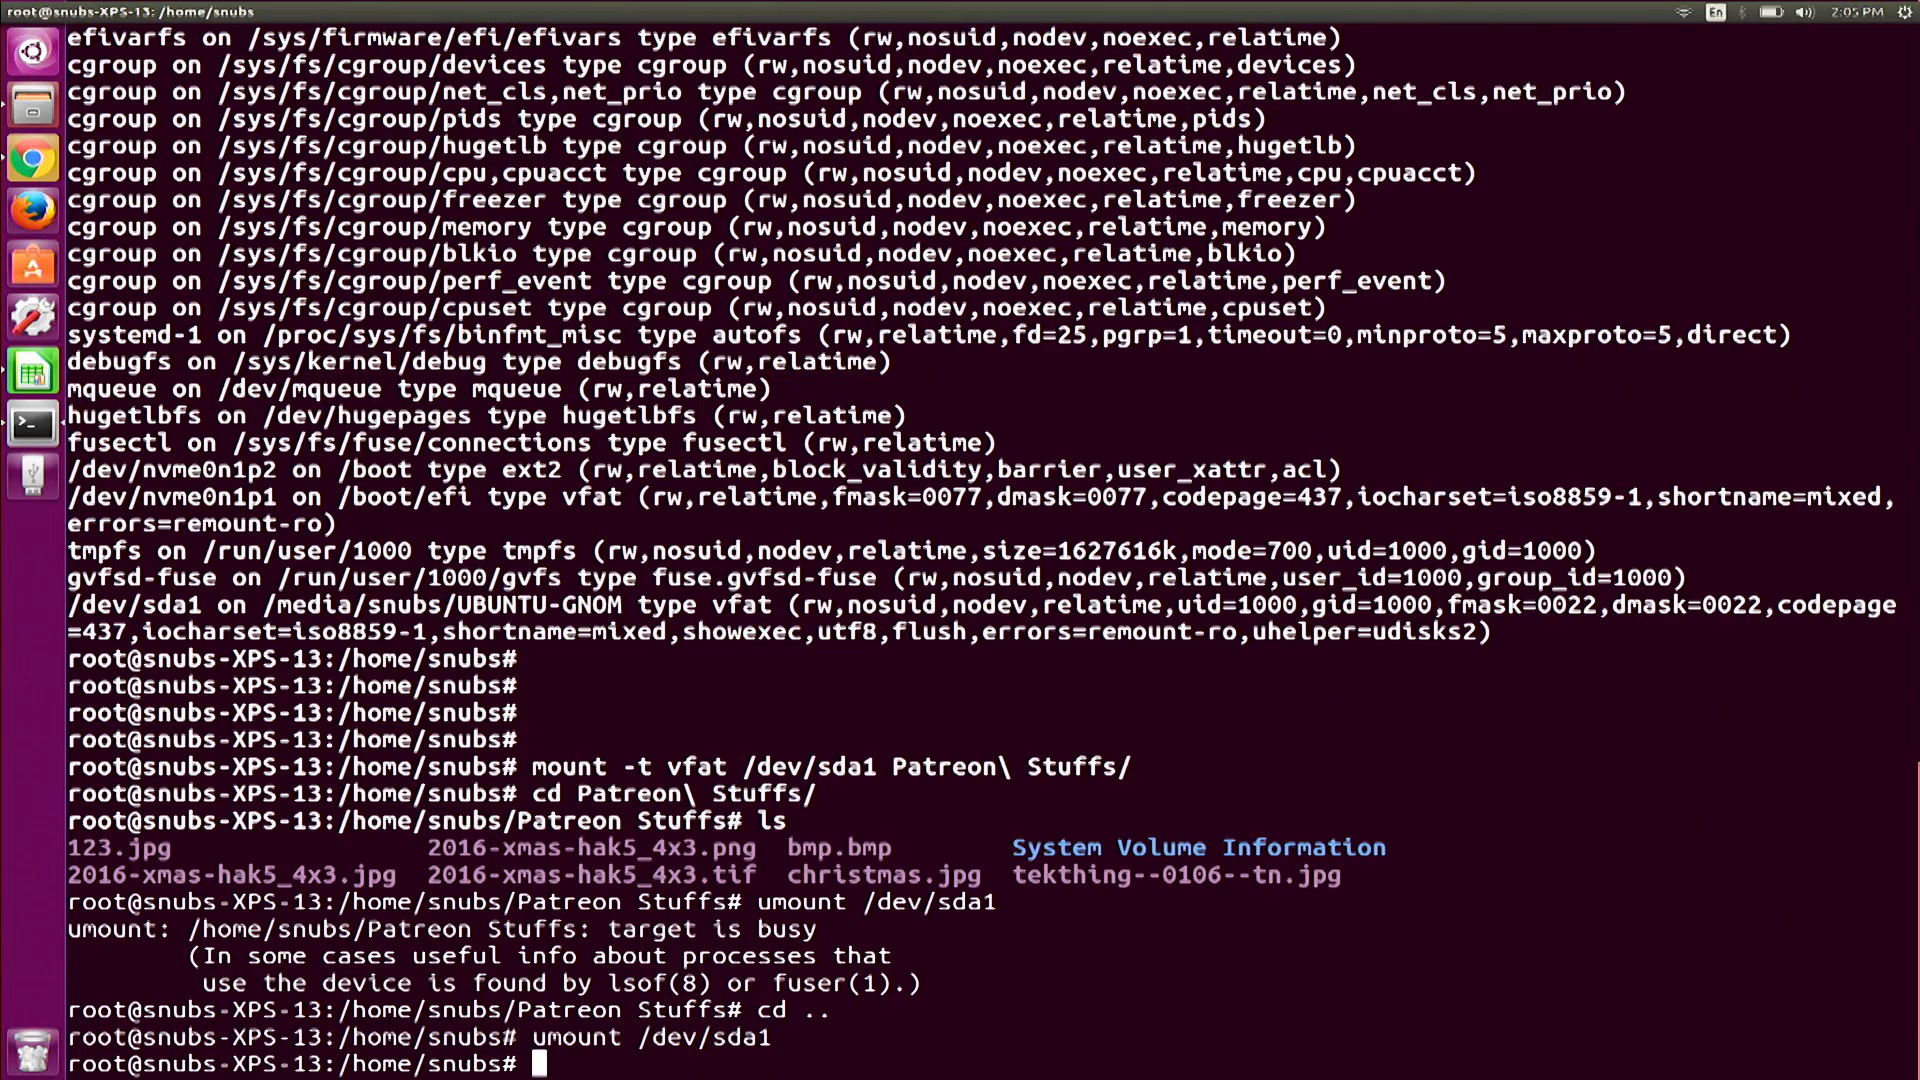 root@snubs-XPS-13: /home/snubs
En
2:05 PM
efivarfs on /sys/firmware/efi/efivars type efivarfs (rw,nosuid,nodev,noexec,relatime)
cgroup on /sys/fs/cgroup/devices type cgroup (rw,nosuid,nodev,noexec,relatime,devices)
cgroup on /sys/fs/cgroup/net_cls,net_prio type cgroup (rw,nosuid,nodev,noexec,relatime,net_cls,net_prio)
cgroup on /sys/fs/cgroup/pids type cgroup (rw,nosuid,nodev,noexec,relatime,pids)
cgroup on /sys/fs/cgroup/hugetlb type cgroup (rw,nosuid,nodev,noexec,relatime,hugetlb)
cgroup on /sys/fs/cgroup/cpu,cpuacct type cgroup (rw,nosuid,nodev,noexec,relatime,cpu,cpuacct)
cgroup on /sys/fs/cgroup/freezer type cgroup (rw,nosuid,nodev,noexec,relatime,freezer)
cgroup on /sys/fs/cgroup/memory type cgroup (rw,nosuid,nodev,noexec,relatime,memory)
cgroup on /sys/fs/cgroup/blkio type cgroup (rw,nosuid,nodev,noexec,relatime,blkio)
cgroup on /sys/fs/cgroup/perf_event type cgroup (rw,nosuid,nodev,noexec,relatime,perf_event)
cgroup on /sys/fs/cgroup/cpuset type cgroup (rw,nosuid,nodev,noexec,relatime,cpuset)
systemd-1 on /proc/sys/fs/binfmt_misc type autofs (rw,relatime,fd=25,pgrp=1,timeout=0,minproto=5,maxproto=5,direct)
debugfs on /sys/kernel/debug type debugfs (rw,relatime)
mqueue on /dev/mqueue type mqueue (rw,relatime)
hugetlbfs on /dev/hugepages type hugetlbfs (rw,relatime)
fusectl on /sys/fs/fuse/connections type fusectl (rw,relatime)
/dev/nvme0n1p2 on /boot type ext2 (rw,relatime,block_validity,barrier,user_xattr,acl)
/dev/nvme0n1p1 on /boot/efi type vfat (rw,relatime,fmask=0077,dmask=0077,codepage=437,iocharset=iso8859-1,shortname=mixed,
errors=remount-ro)
tmpfs on /run/user/1000 type tmpfs (rw,nosuid,nodev,relatime,size=1627616k,mode=700,uid=1000,gid=1000)
gvfsd-fuse on /run/user/1000/gvfs type fuse.gvfsd-fuse (rw,nosuid,nodev,relatime,user_id=1000,group_id=1000)
/dev/sda1 on /media/snubs/UBUNTU-GNOM type vfat (rw,nosuid,nodev,relatime,uid=1000,gid=1000,fmask=0022,dmask=0022,codepage
=437,iocharset=iso8859-1,shortname=mixed,showexec,utf8,flush,errors=remount-ro,uhelper=udisks2)
root@snubs-XPS-13:/home/snubs#
root@snubs-XPS-13:/home/snubs#
root@snubs-XPS-13:/home/snubs#
root@snubs-XPS-13:/home/snubs#
root@snubs-XPS-13:/home/snubs# mount -t vfat /dev/sda1 Patreon\ Stuffs/
root@snubs-XPS-13:/home/snubs# cd Patreon\ Stuffs/
root@snubs-XPS-13:/home/snubs/Patreon Stuffs# ls
123.jpg 2016-xmas-hak5_4x3.png bmp.bmp System Volume Information
2016-xmas-hak5_4x3.jpg 2016-xmas-hak5_4x3.tif christmas.jpg tekthing--0106--tn.jpg
root@snubs-XPS-13:/home/snubs/Patreon Stuffs# umount /dev/sda1
umount: /home/snubs/Patreon Stuffs: target is busy
(In some cases useful info about processes that
use the device is found by lsof(8) or fuser(1).)
root@snubs-XPS-13:/home/snubs/Patreon Stuffs# cd ..
root@snubs-XPS-13:/home/snubs# umount /dev/sda1
root@snubs-XPS-13:/home/snubs#